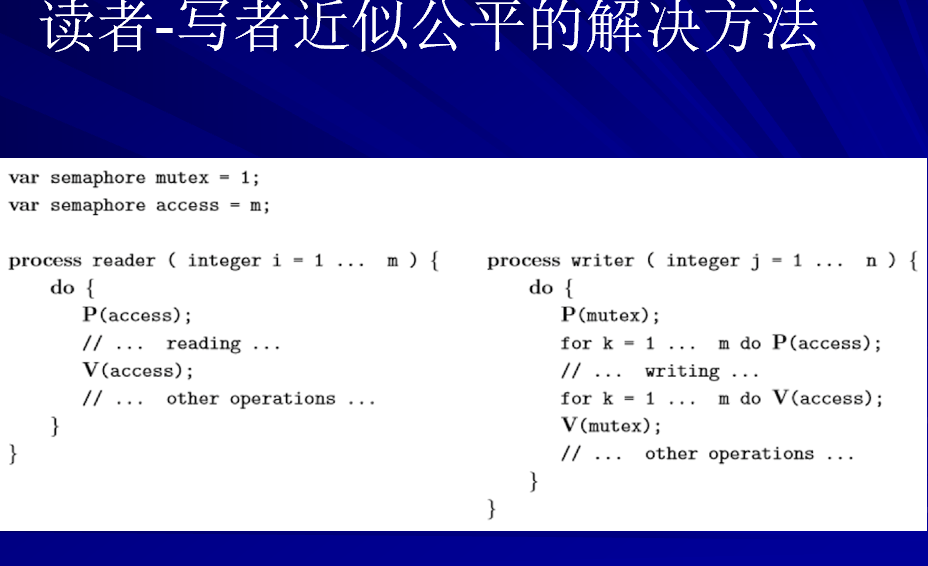 读者-写者近似公平的解决方法
var semaphore mutex = 1;
var semaphore access = m;
process reader ( integer i = 1 ... m ) {
do {
P(access);
// ... reading ...
V(access);
// ... other operations ...
}
}
process writer ( integer j = 1 ... n ) {
do {
P(mutex);
for k = 1 ... m do P(access);
// ... writing ...
for k = 1 ... m do V(access);
V(mutex);
// ... other operations ...
}
}